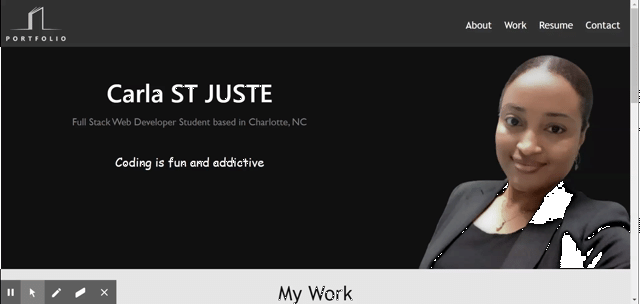 PORTFOLIO
About Work Resume Contact
Carla ST JUSTE
Full Stack Web Developer Student based in Charlotte, NC
Coding is fun and addictive
My Work